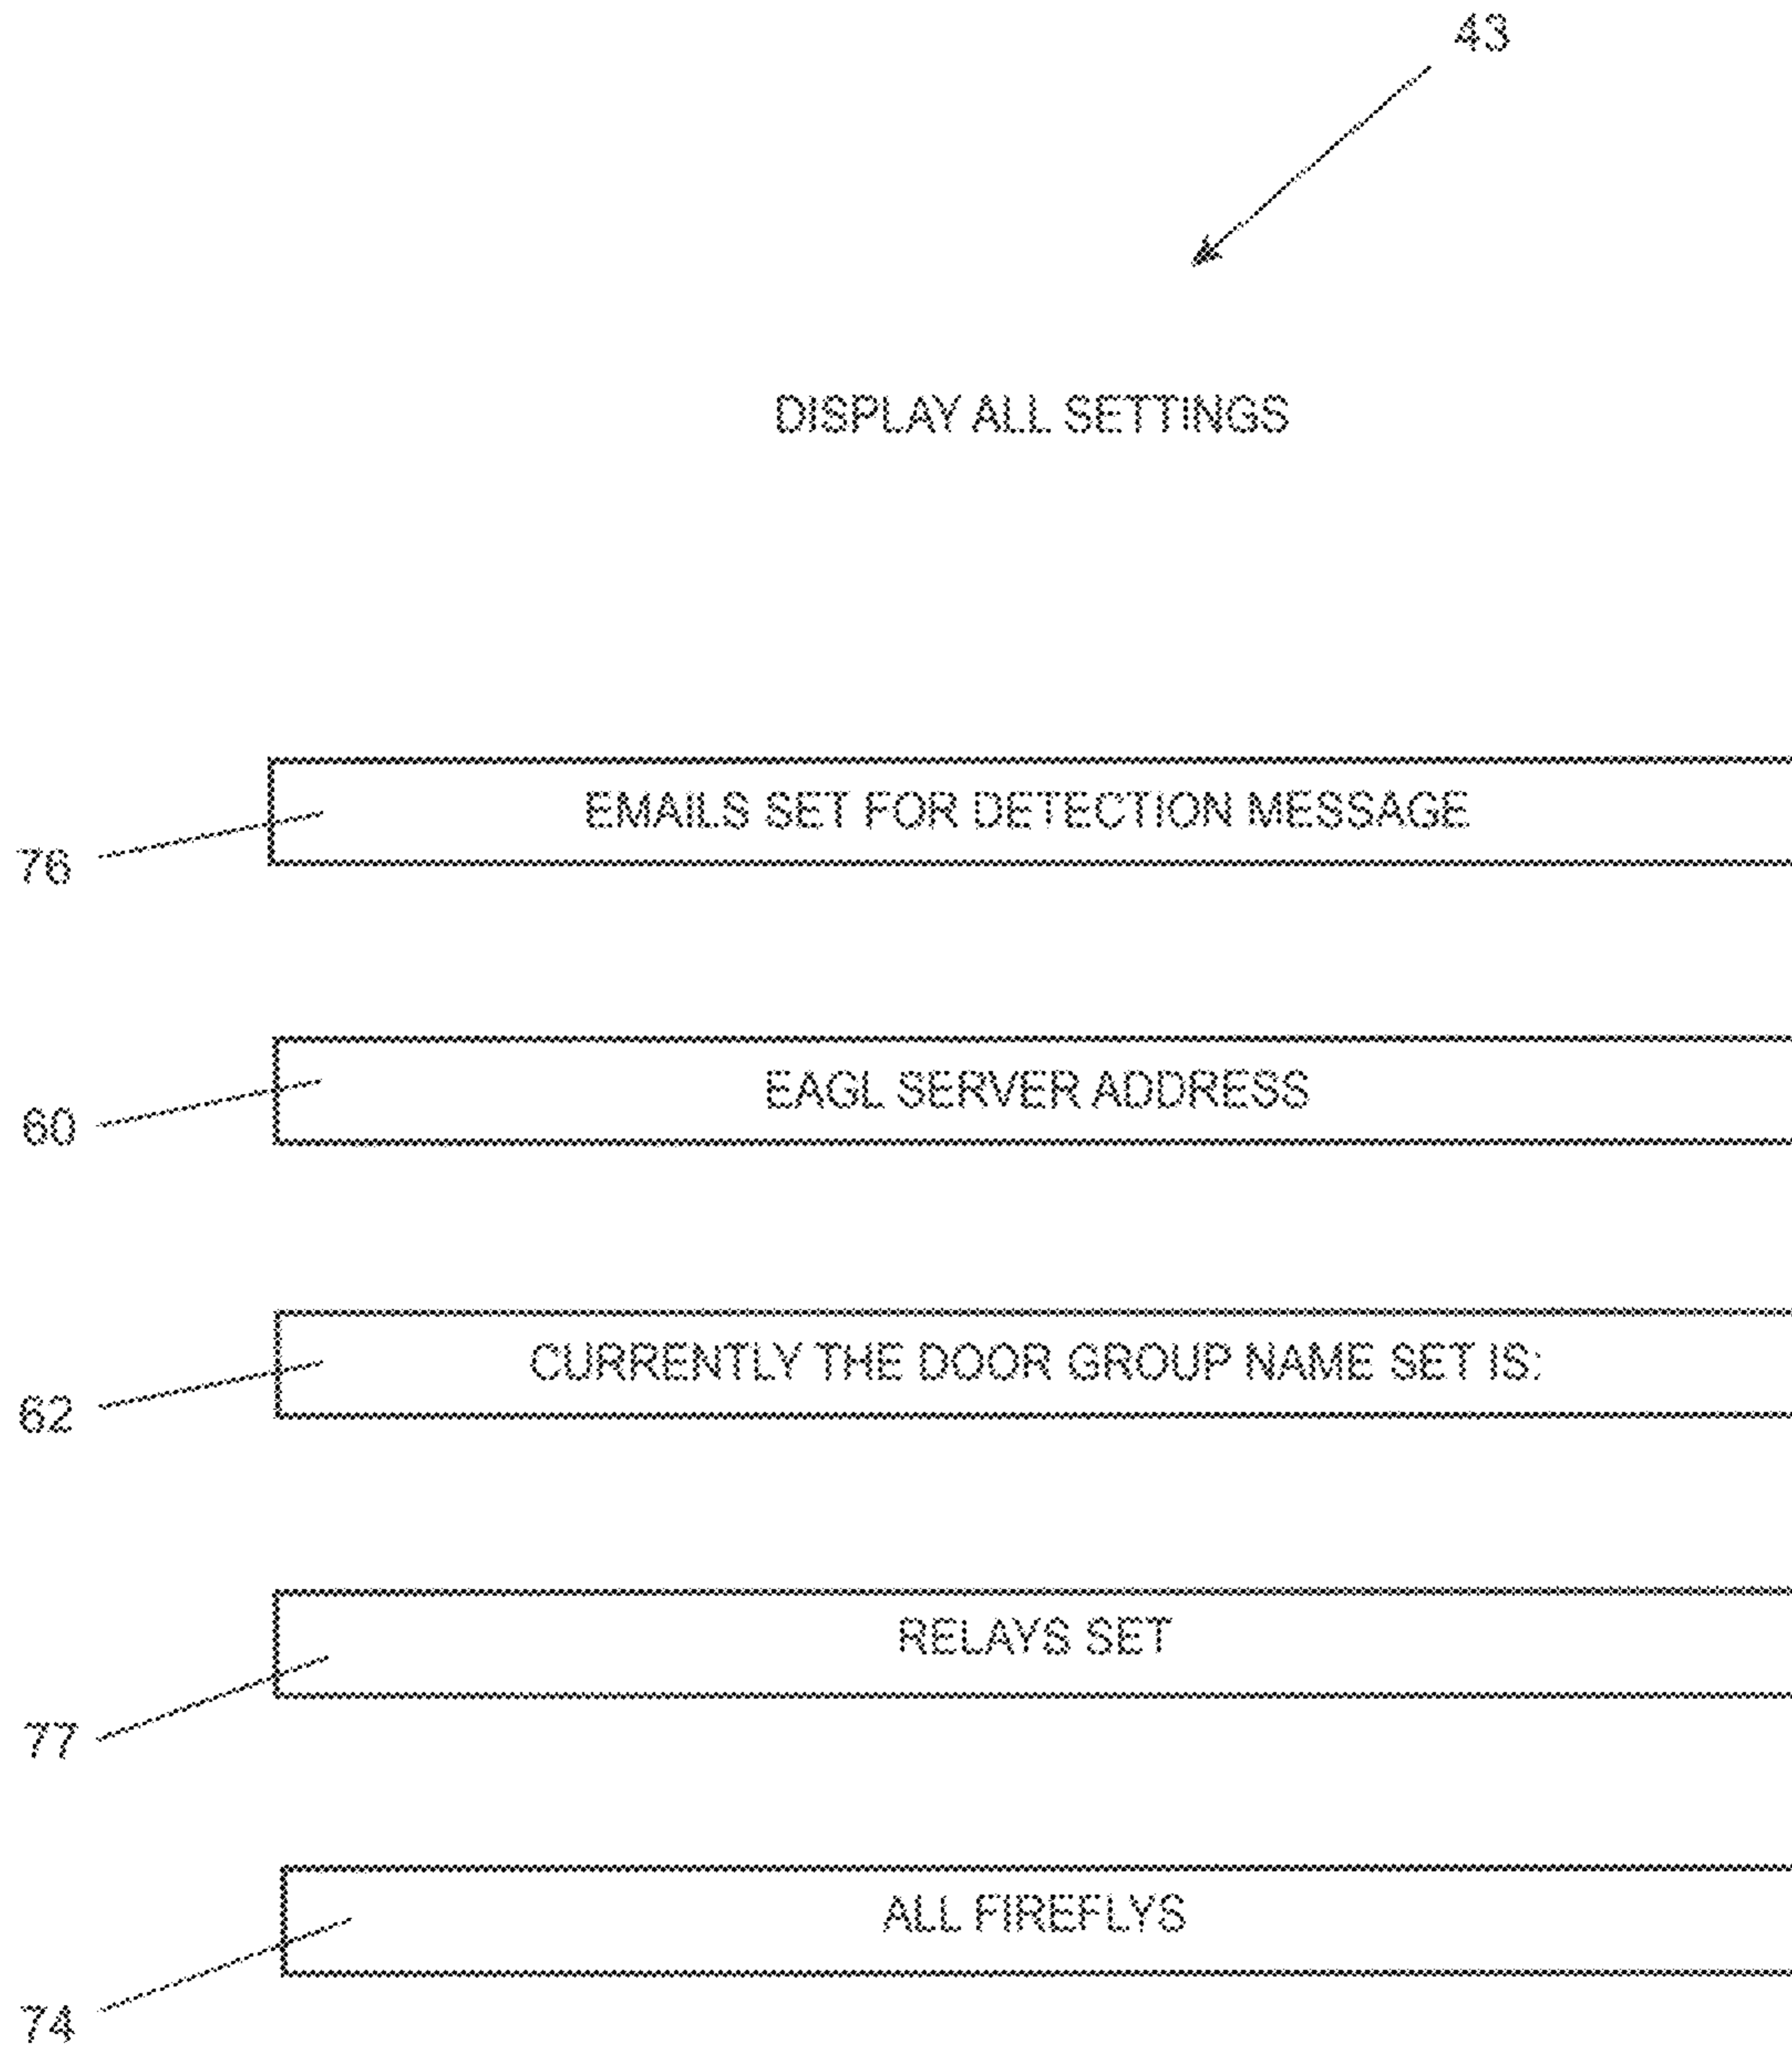 43
DISPLAY ALL SETTINGS
EMAILS SET FOR DETECTION MESSAGE
76
EAGL SERVER ADDRESS
60
CURRENTLY THE DOOR GROUP NAME SET IS:
62
RELAYS SET
77
ALL FIREFLYS
74